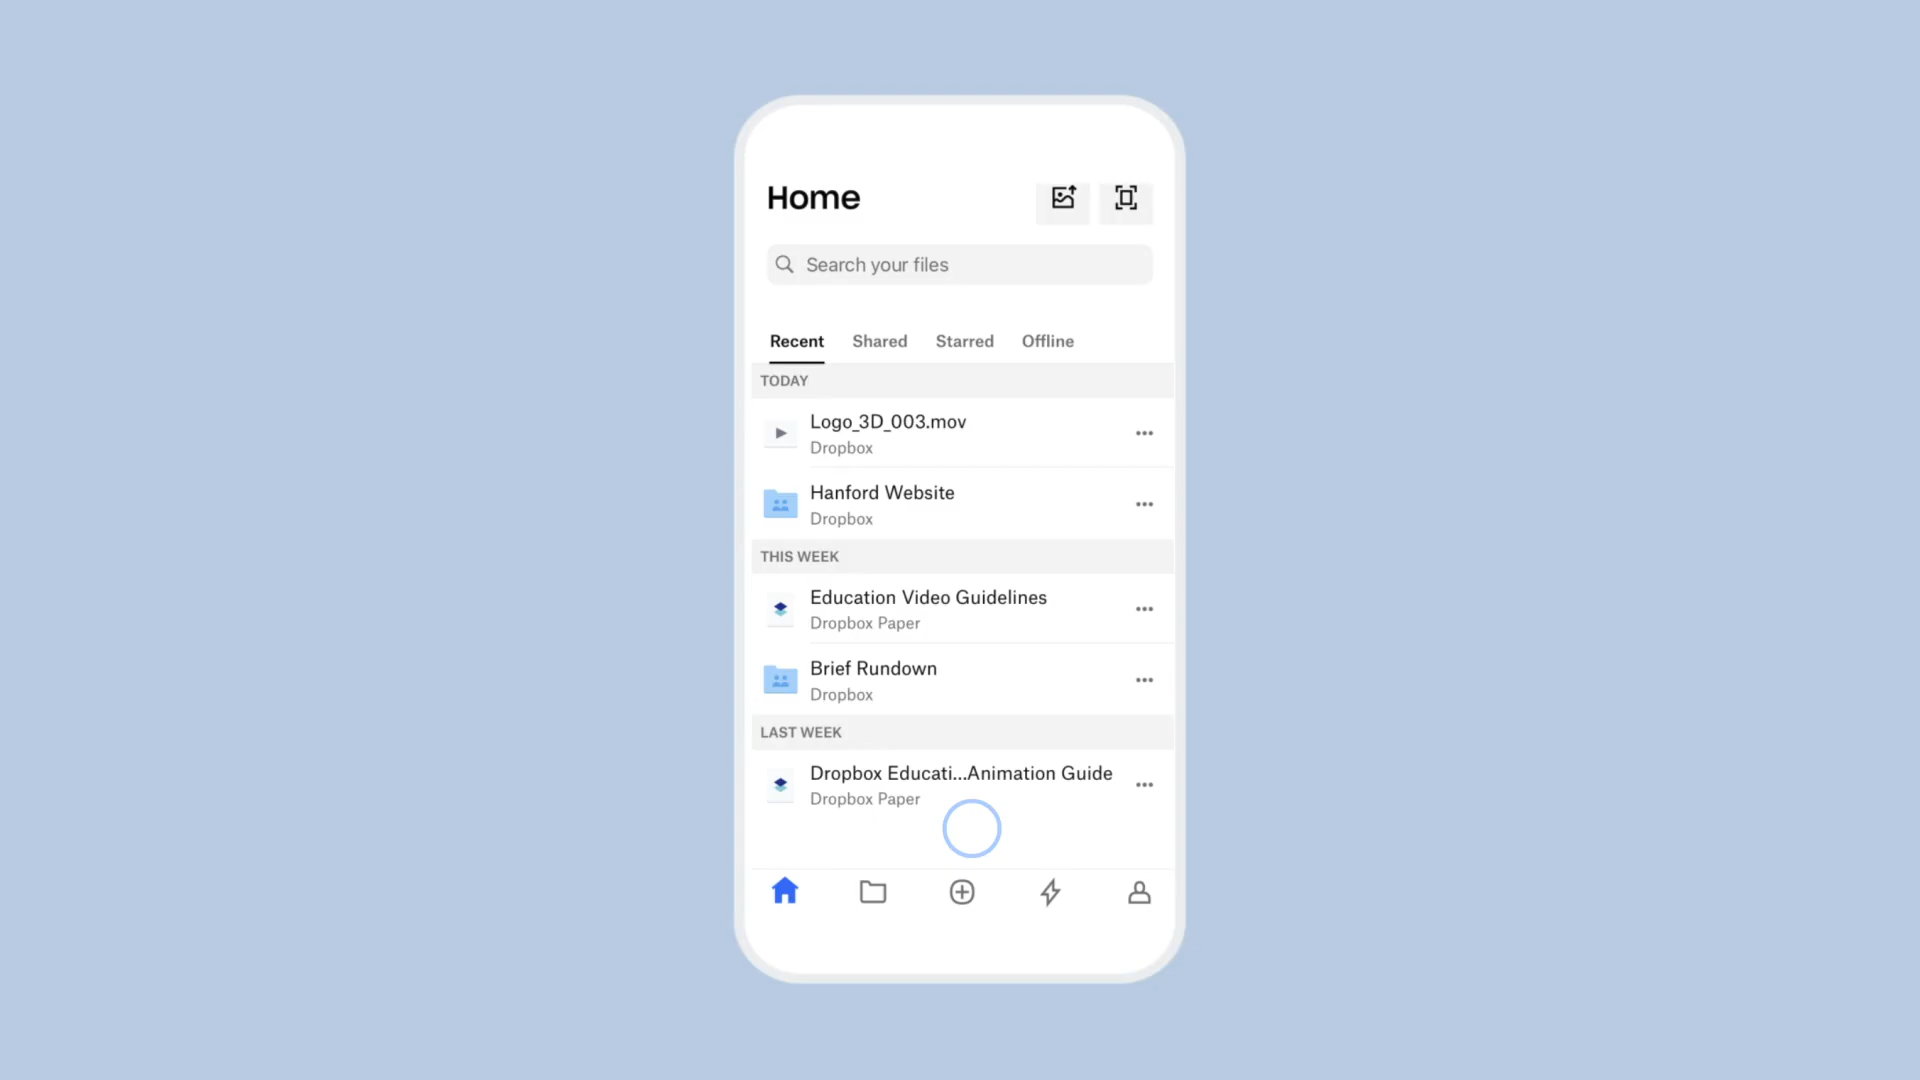 Home
Search your files
Recent Shared Starred Offline
TODAY
Logo_3D_003.mov
Dropbox
Hanford Website
Dropbox
THIS WEEK
Education Video Guidelines
Dropbox Paper
Brief Rundown
Dropbox
LAST WEEK
Dropbox Educati...Animation Guide
Dropbox Paper